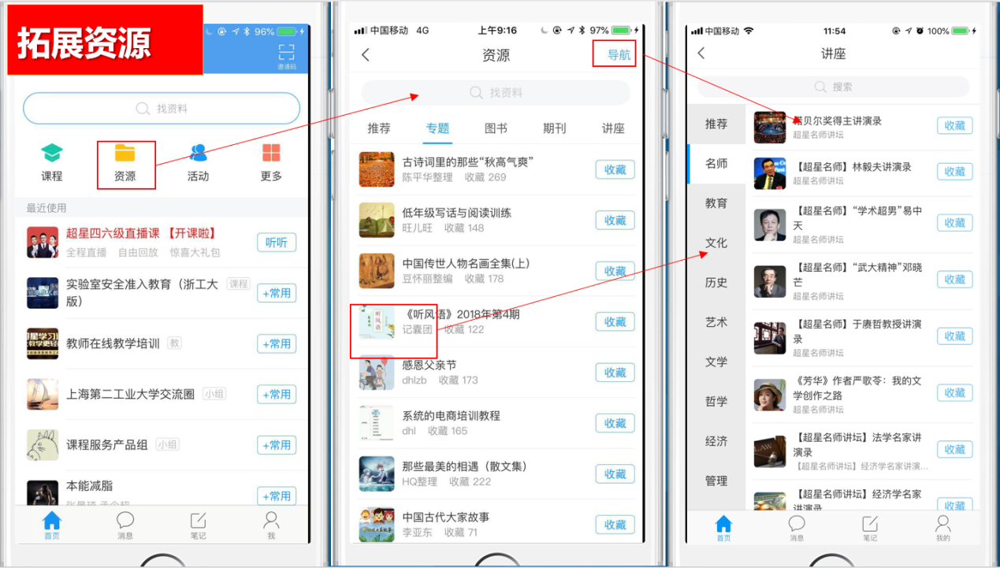 拓展资源
96%
邀请码
找资料
课程
资源
活动
更多
最近使用
超星四六级直播课 【开课啦】
全程直播 自由回放 惊喜大礼包
听听
实验室安全准入教育（浙工大版）
课程
+常用
教师在线教学培训
教
+常用
上海第二工业大学交流圈
小组
+常用
课程服务产品组
小组
+常用
本能减脂
+常用
首页
消息
笔记
我
中国移动 4G
上午9:16
97%
资源
导航
找资料
推荐
专题
图书
期刊
讲座
古诗词里的那些“秋高气爽”
陈平华整理 收藏 269
收藏
低年级写话与阅读训练
旺儿旺 收藏 148
收藏
中国传世人物名画全集(上)
豆怀丽整编 收藏 178
收藏
《听风语》2018年第4期
记囊团 收藏 122
收藏
听风语
感恩父亲节
dhlzb 收藏 173
收藏
系统的电商培训教程
dhl 收藏 165
收藏
那些最美的相遇（散文集）
HQ整理 收藏 222
收藏
中国古代大家故事
李亚东 收藏 71
收藏
中国移动
11:54
100%
讲座
搜索
推荐
名师
教育
文化
历史
艺术
文学
哲学
经济
管理
诺贝尔奖得主讲演录
超星名师讲坛
收藏
【超星名师】林毅夫讲演录
超星名师讲坛
收藏
【超星名师】“学术超男”易中
天
超星名师讲坛
收藏
【超星名师】“武大精神”邓晓
芒
超星名师讲坛
收藏
【超星名师】于赓哲教授讲演
录
超星名师讲坛
收藏
《芳华》作者严歌苓：我的文
学创作之路
超星名师讲坛
收藏
【超星名师讲坛】法学名家讲
演录
【超星名师讲坛】经济学名家讲演...
收藏
LAW
【超星名师讲坛】经济学名家
讲演录
收藏
首页
消息
笔记
我的